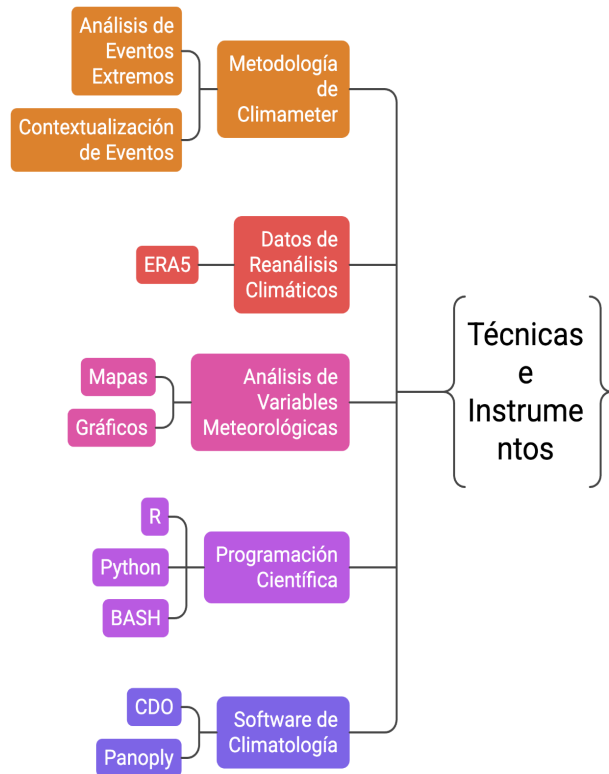 Análisis de
Eventos
Extremos
Contextualización
de Eventos
Metodología
de
Climameter
ERA5
Datos de
Reanálisis
Climáticos
Mapas
Gráficos
Análisis de
Variables
Meteorológicas
R
Python
BASH
Programación
Científica
CDO
Panoply
Software de
Climatología
Técnicas
e
Instrume
ntos